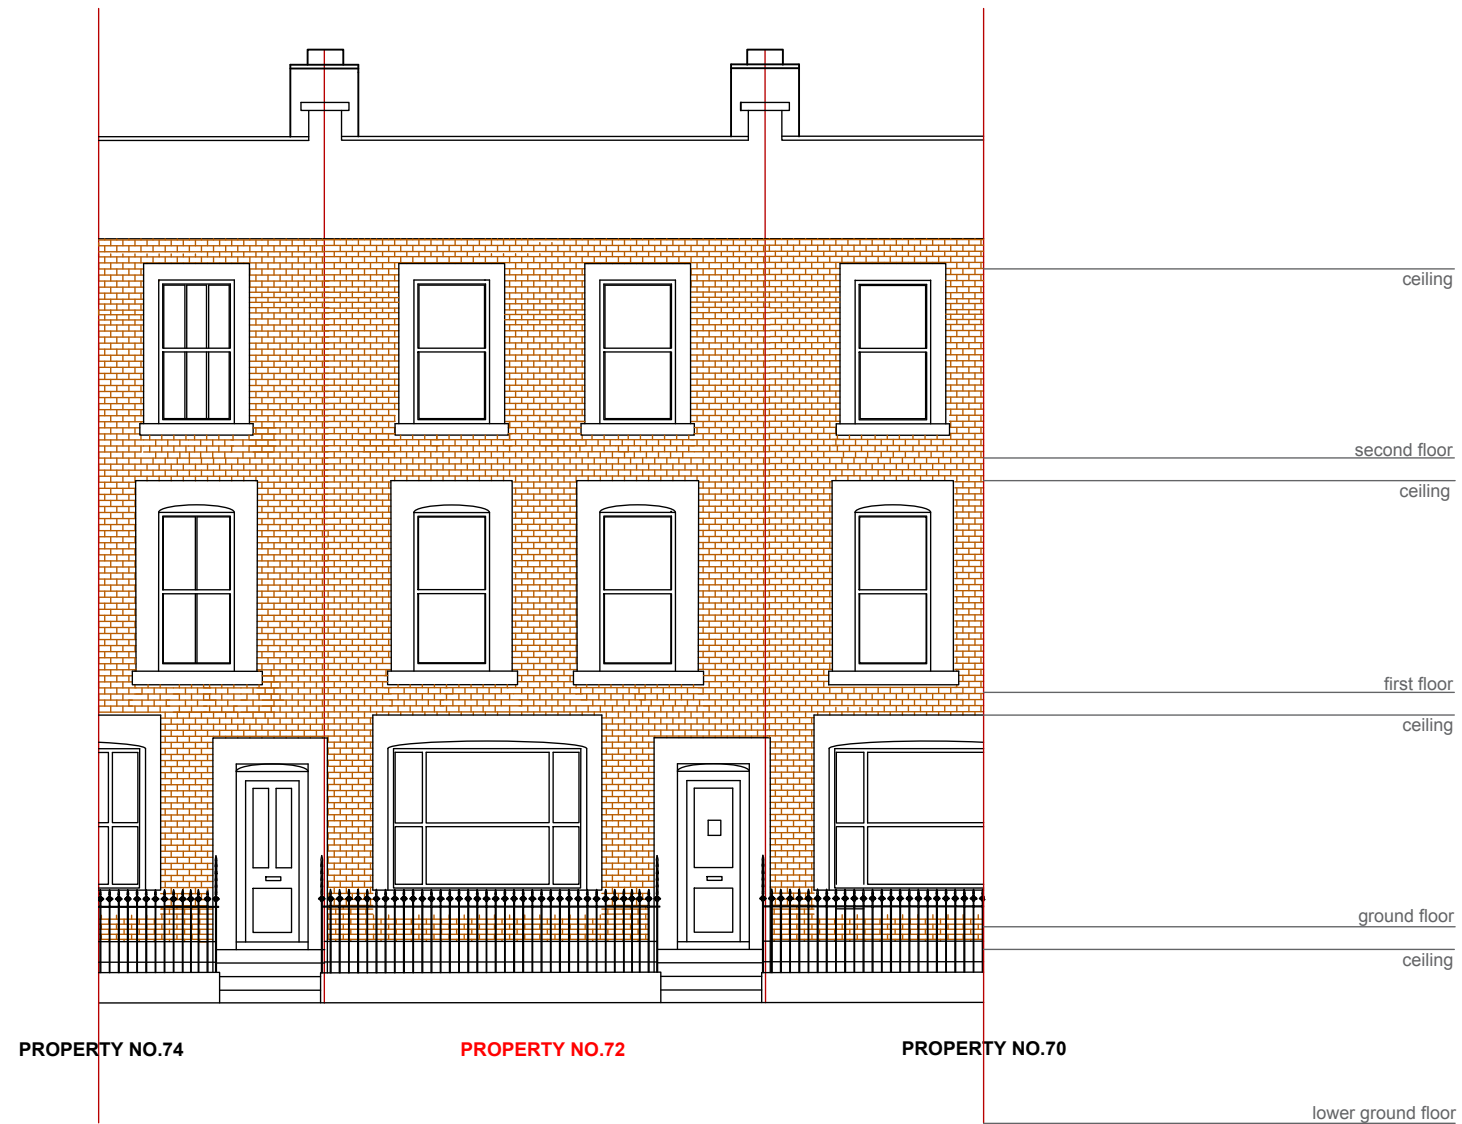 ceiling
second floor
ceiling
first floor
ceiling
ground floor
ceiling
PROPERTY NO.74
PROPERTY NO.72
PROPERTY NO.70
lower ground floor